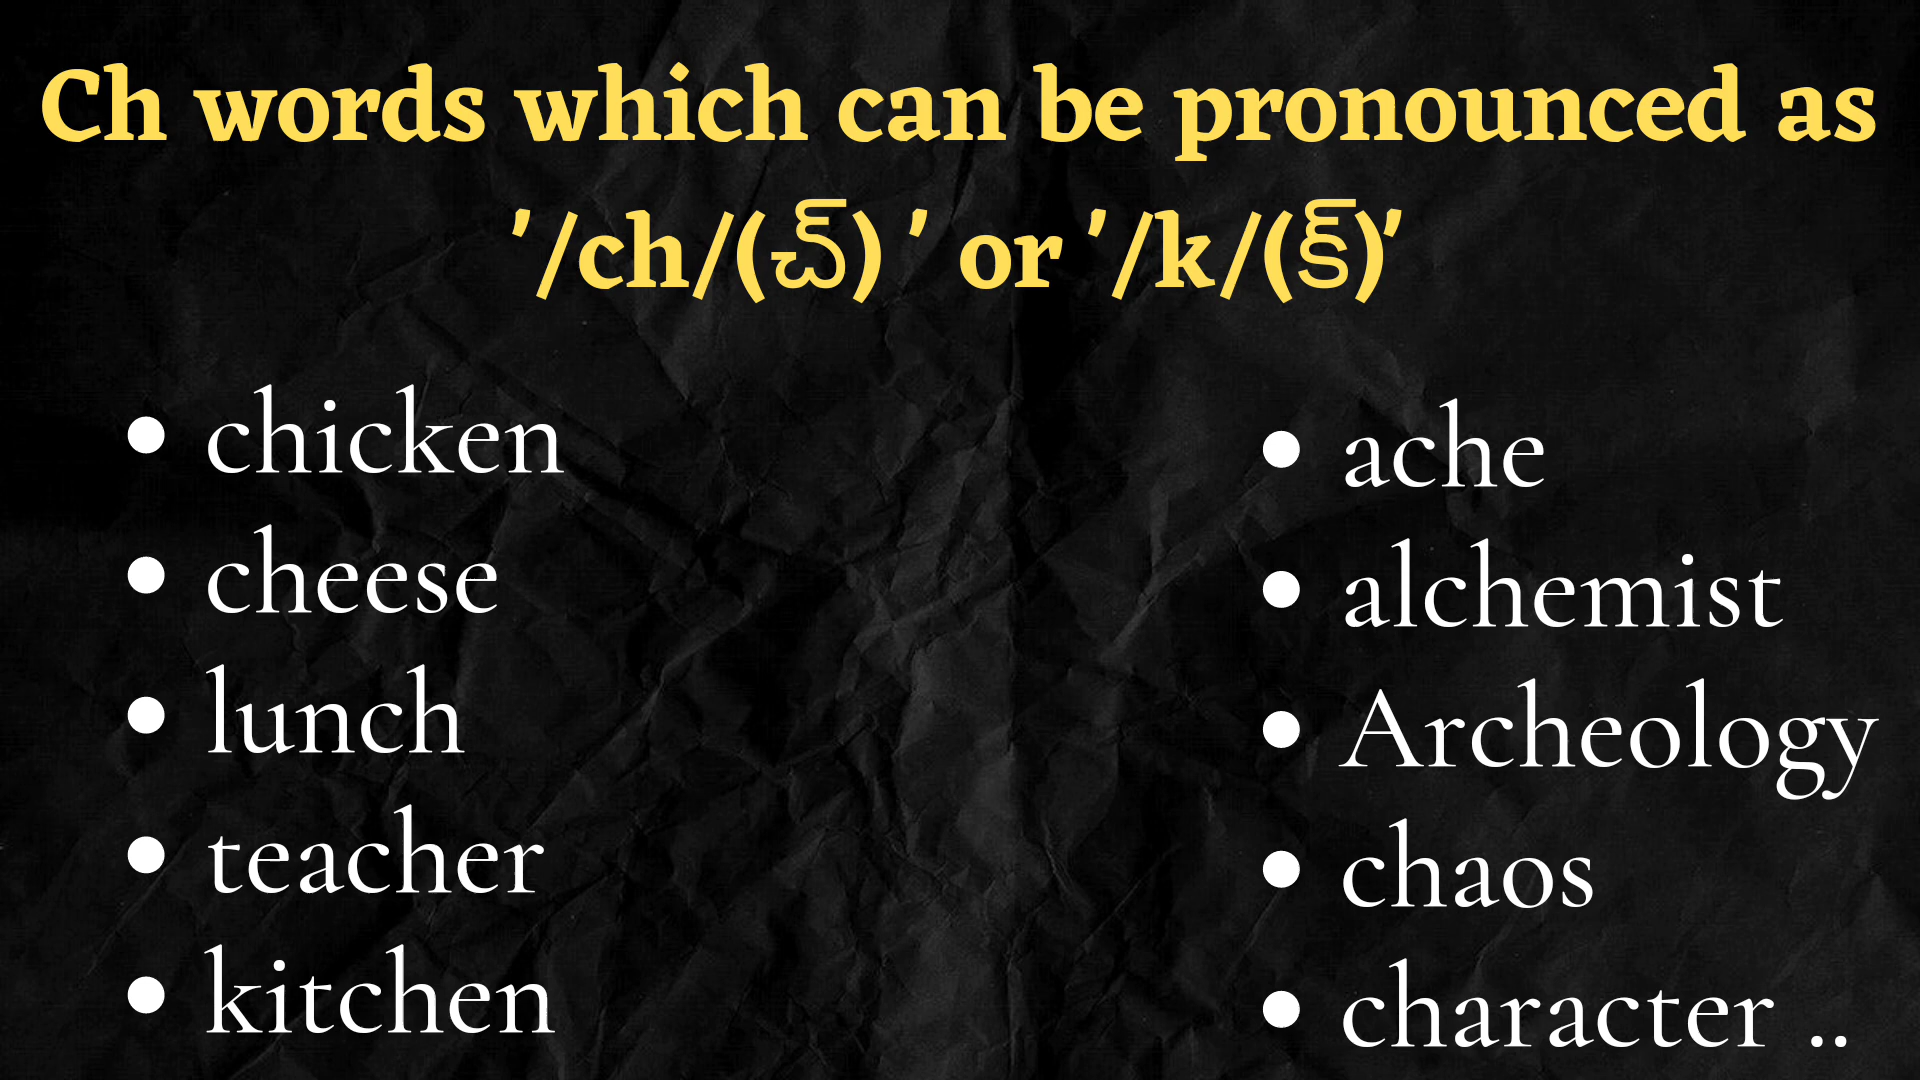 Ch words which can be pronounced as
'/ch/(చ్) ' or '/k/(క్)'
• chicken
• cheese
• lunch
• teacher
• kitchen
• ache
• alchemist
• Archeology
• chaos
• character ..